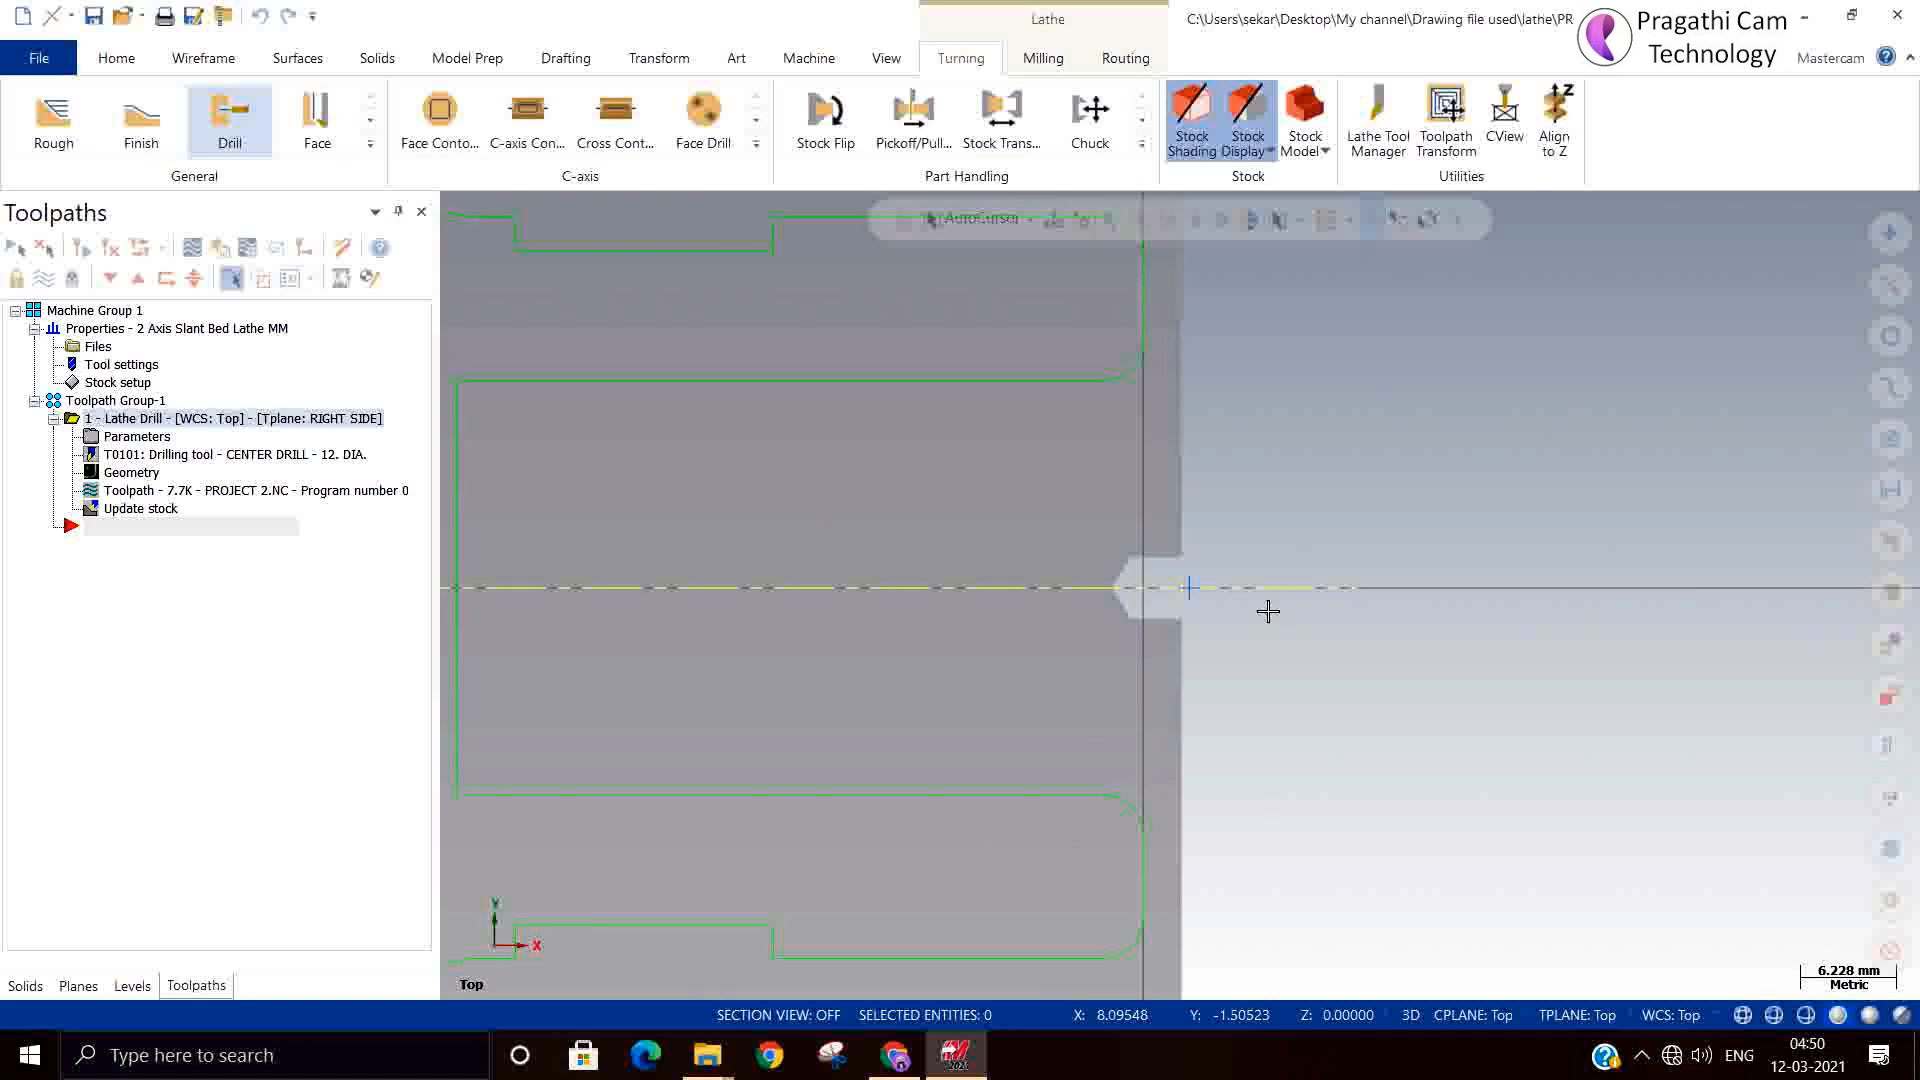 Lathe
C:\Users\sekar\Desktop\My channel\Drawing file used\lathe\PR
Pragathi Cam
Technology
File
Home
Wireframe
Surfaces
Solids
Model Prep
Drafting
Transform
Art
Machine
View
Turning
Milling
Routing
Mastercam
Rough
Finish
Drill
Face
Face Conto...
C-axis Con...
Cross Cont...
Face Drill
Stock Flip
Pickoff/Pull...
Stock Trans...
Chuck
Stock Shading
Stock Display
Stock Model
Lathe Tool Manager
Toolpath Transform
CView
Align to Z
General
C-axis
Part Handling
Stock
Utilities
Toolpaths
AutoCursor
Machine Group 1
Properties - 2 Axis Slant Bed Lathe MM
Files
Tool settings
Stock setup
Toolpath Group-1
1 - Lathe Drill - [WCS: Top] - [Tplane: RIGHT SIDE]
Parameters
T0101: Drilling tool - CENTER DRILL - 12. DIA.
Geometry
Toolpath - 7.7K - PROJECT 2.NC - Program number 0
Update stock
Y
X
Top
6.228 mm
Metric
Solids
Planes
Levels
Toolpaths
SECTION VIEW: OFF
SELECTED ENTITIES: 0
X: 8.09548
Y: -1.50523
Z: 0.00000
3D
CPLANE: Top
TPLANE: Top
WCS: Top
Type here to search
2021
ENG
04:50
12-03-2021